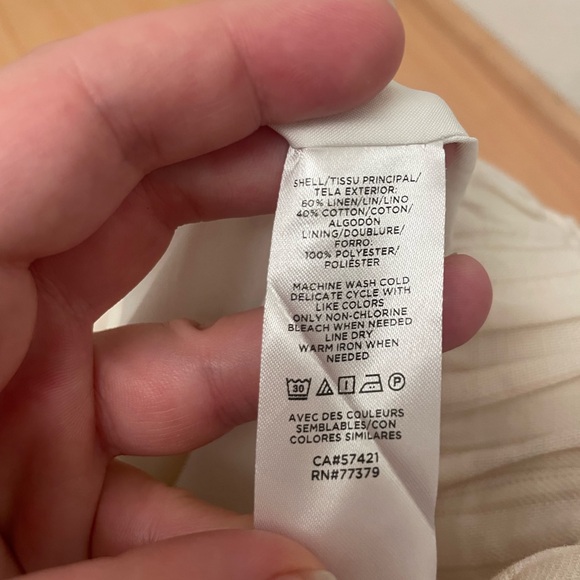 SHELL/TISSU PRINCIPAL/
TELA EXTERIOR:
60% LINEN/LIN/LINO
40% COTTON/COTON/
ALGODÓN
LINING/DOUBLURE/
FORRO:
100% POLYESTER/
POLIÉSTER
MACHINE WASH COLD
DELICATE CYCLE WITH
LIKE COLORS
ONLY NON-CHLORINE
BLEACH WHEN NEEDED
LINE DRY
WARM IRON WHEN
NEEDED
30 P
AVEC DES COULEURS
SEMBLABLES/CON
COLORES SIMILARES
CA#57421
RN#77379